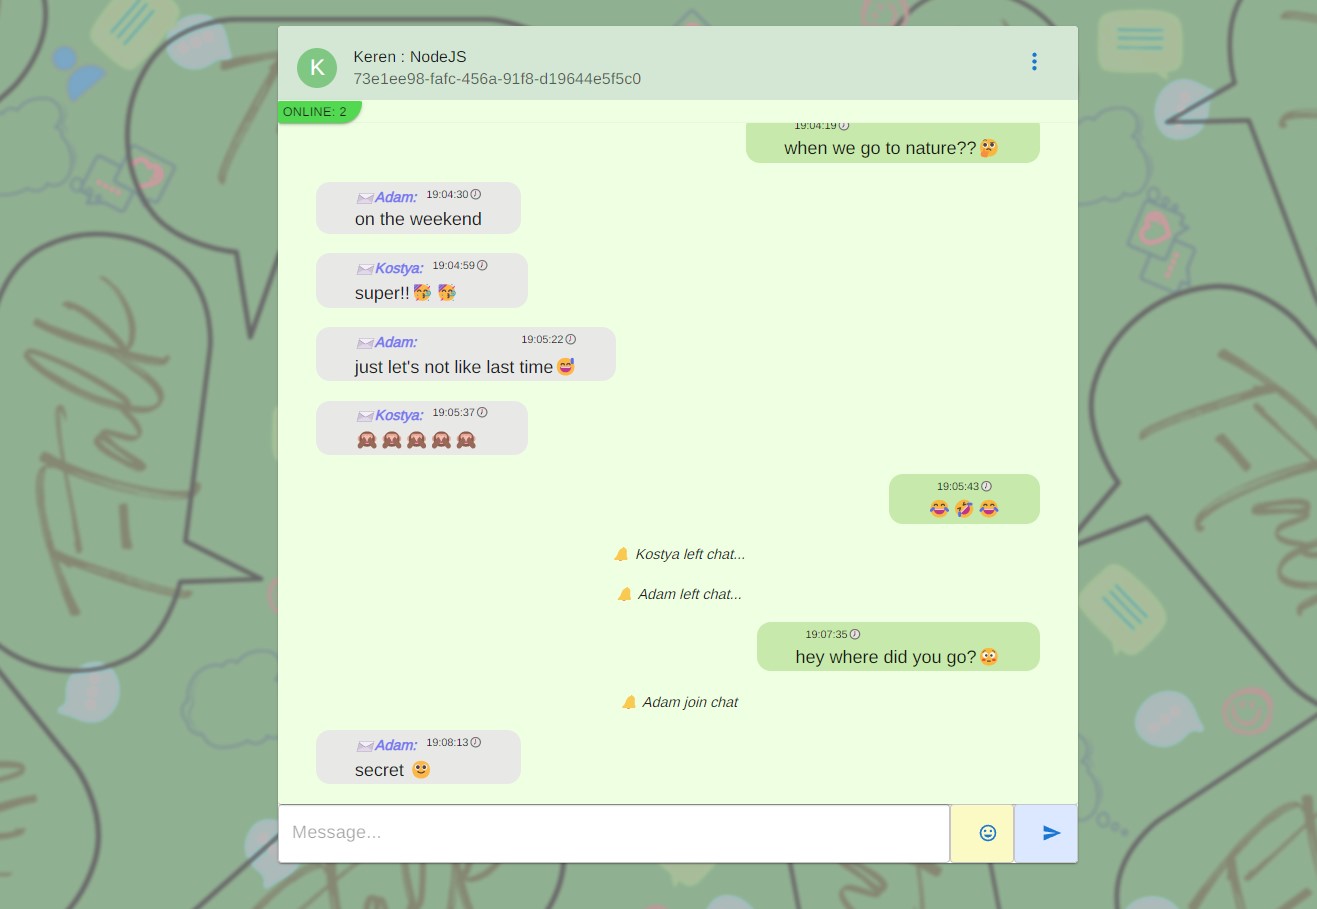 K
Keren : NodeJS
73e1ee98-fafc-456a-91f8-d19644e5f5c0
ONLINE: 2
19:04:19
when we go to nature??🤔
Adam: 19:04:30
on the weekend
Kostya: 19:04:59
super!!🥳 🥳
Adam: 19:05:22
just let's not like last time😅
Kostya: 19:05:37
🙈 🙈 🙈 🙈 🙈
19:05:43
😂 🤣 😂
🔔 Kostya left chat...
🔔 Adam left chat...
19:07:35
hey where did you go?😳
🔔 Adam join chat
Adam: 19:08:13
secret 🙂
Message...